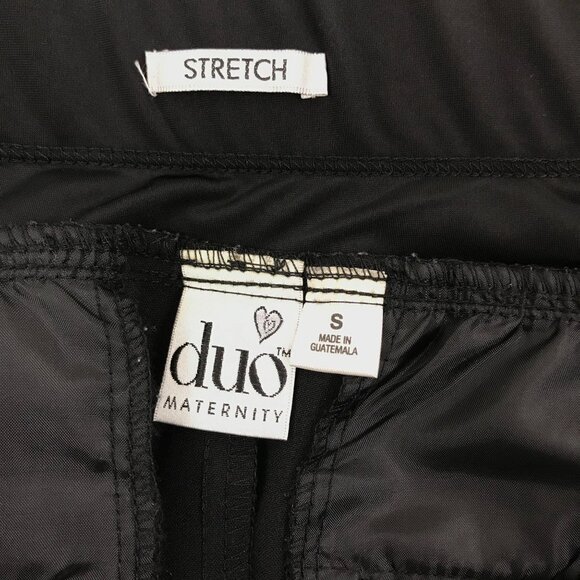 STRETCH
duo™
MATERNITY
S
MADE IN
GUATEMALA